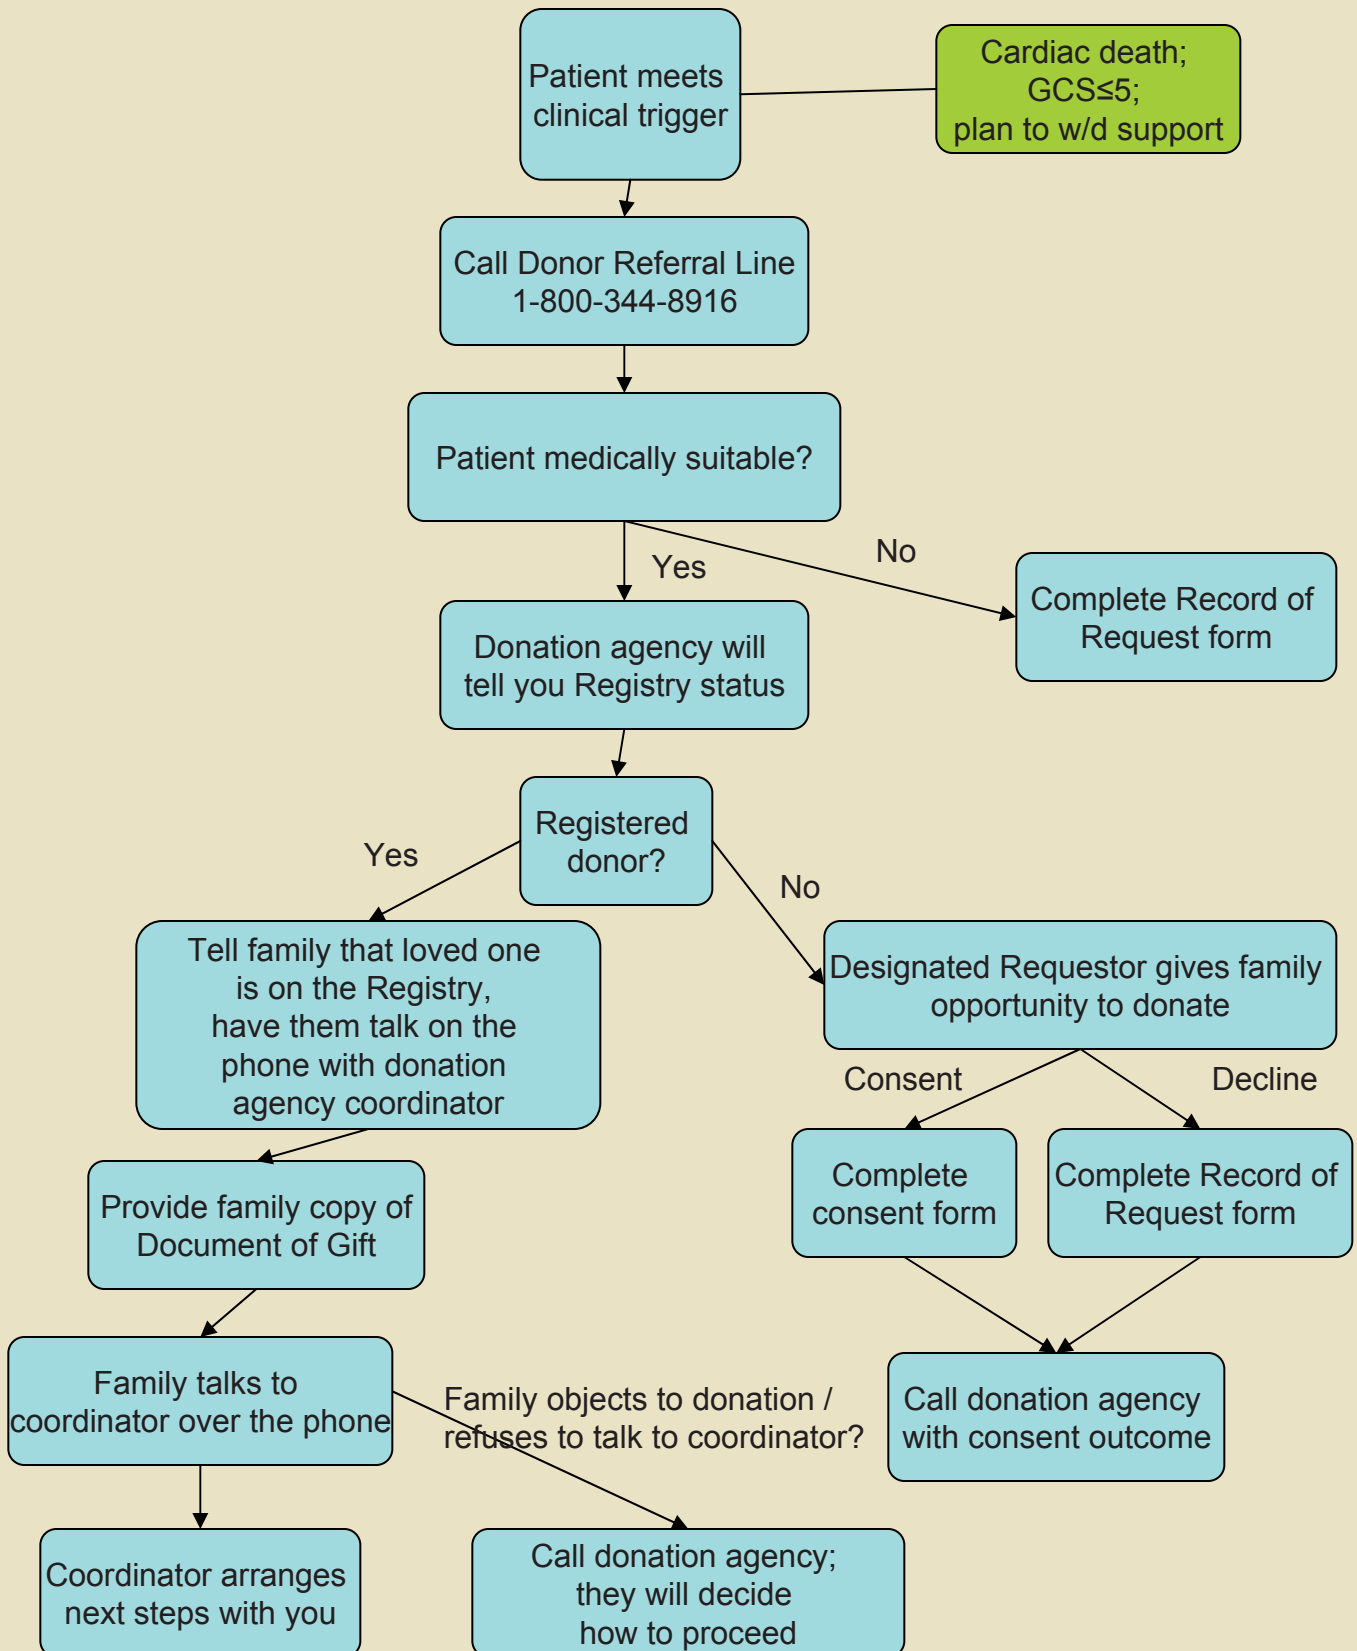 Patient meets
clinical trigger
Cardiac death;
GCS≤5;
plan to w/d support
Call Donor Referral Line
1-800-344-8916
Patient medically suitable?
Yes
No
Complete Record of
Request form
Donation agency will
tell you Registry status
Registered
donor?
Yes
No
Tell family that loved one
is on the Registry,
have them talk on the
phone with donation
agency coordinator
Designated Requestor gives family
opportunity to donate
Consent
Decline
Complete
consent form
Complete Record of
Request form
Provide family copy of
Document of Gift
Family talks to
coordinator over the phone
Family objects to donation /
refuses to talk to coordinator?
Call donation agency
with consent outcome
Coordinator arranges
next steps with you
Call donation agency;
they will decide
how to proceed